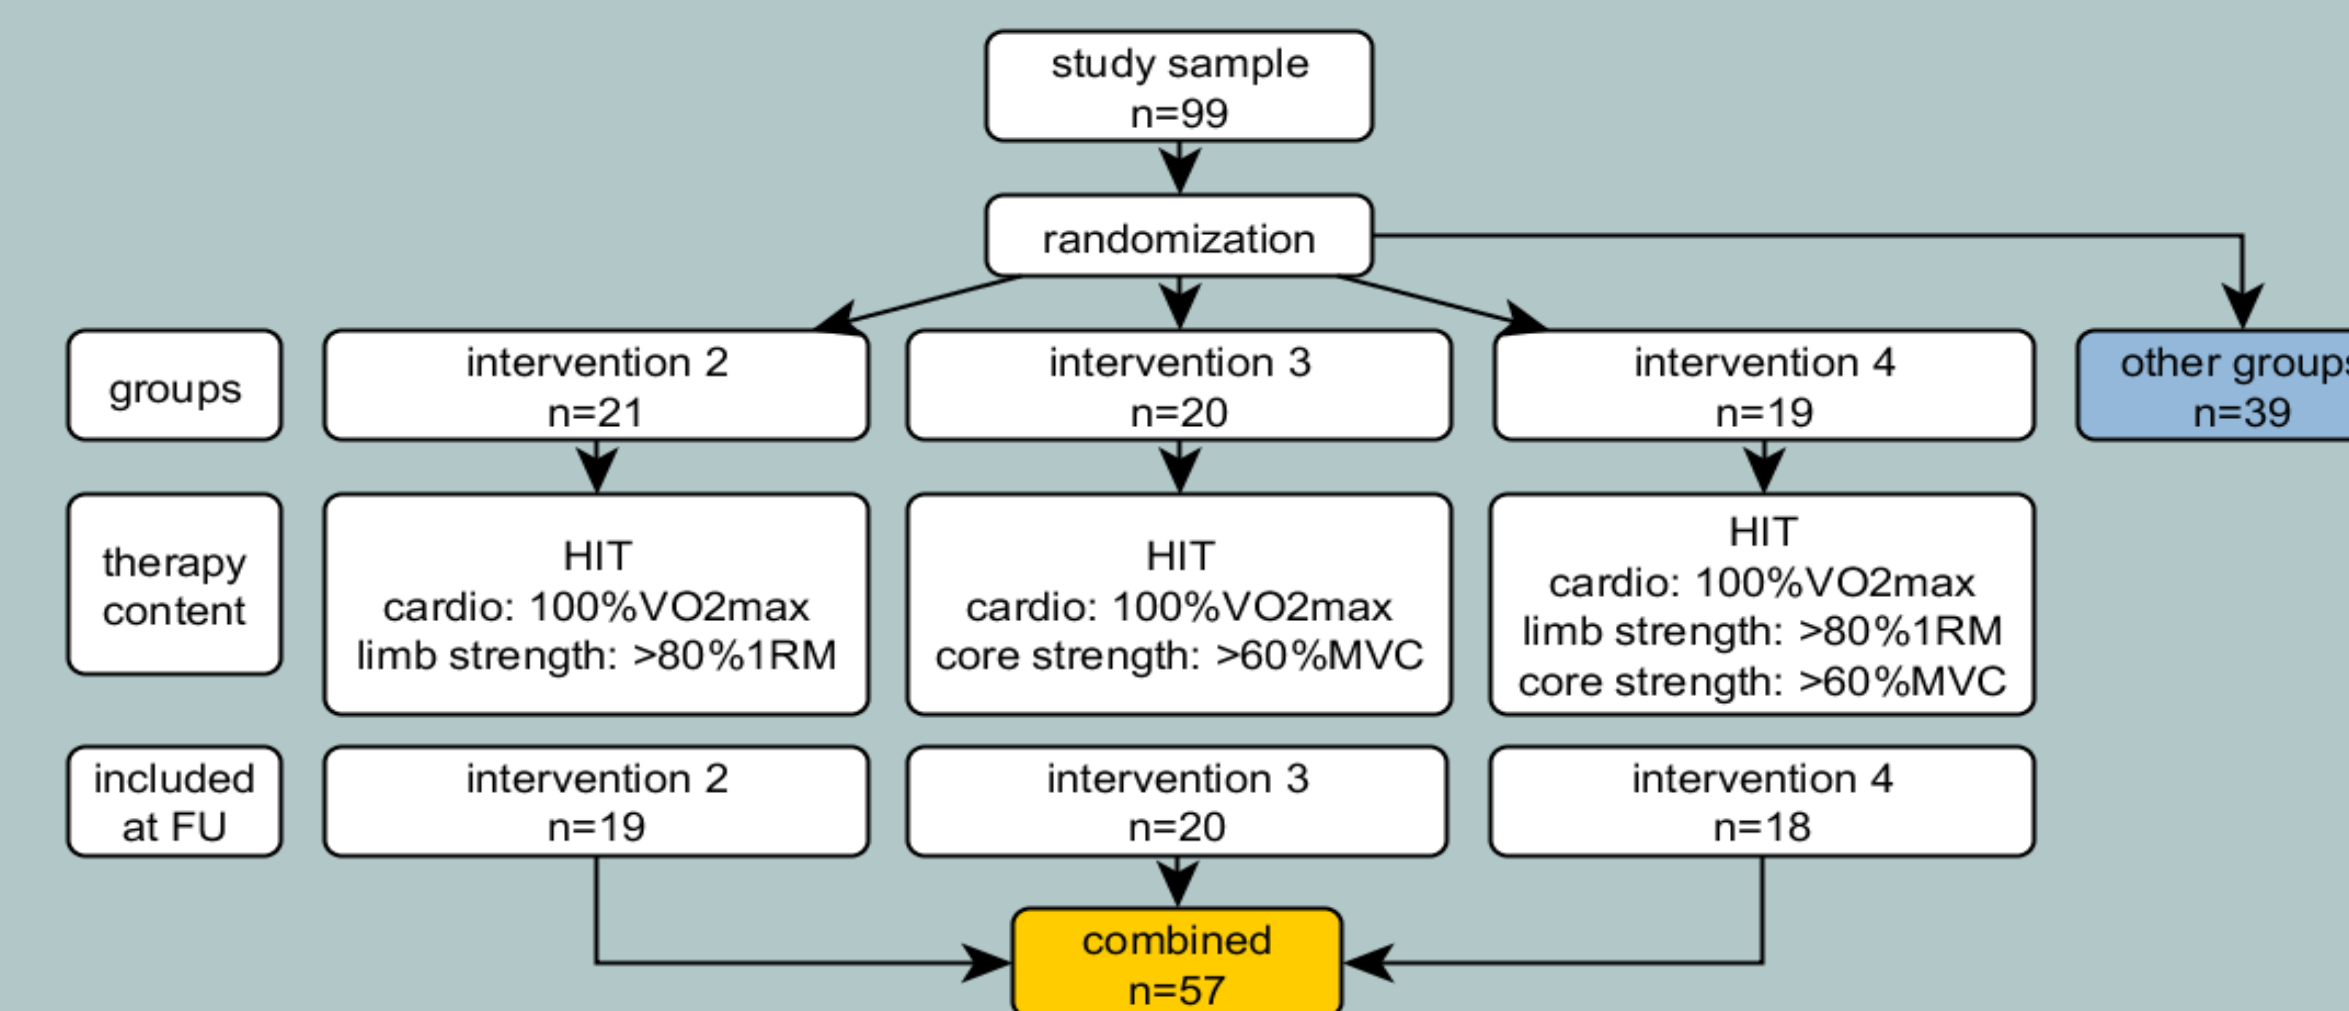 study sample
n=99
randomization
groups
intervention 2
n=21
intervention 3
n=20
intervention 4
n=19
other groups
n=39
therapy
content
HIT
cardio: 100%VO2max
limb strength: >80%1RM
HIT
cardio: 100%VO2max
core strength: >60%MVC
HIT
cardio: 100%VO2max
limb strength: >80%1RM
core strength: >60%MVC
included
at FU
intervention 2
n=19
intervention 3
n=20
intervention 4
n=18
combined
n=57